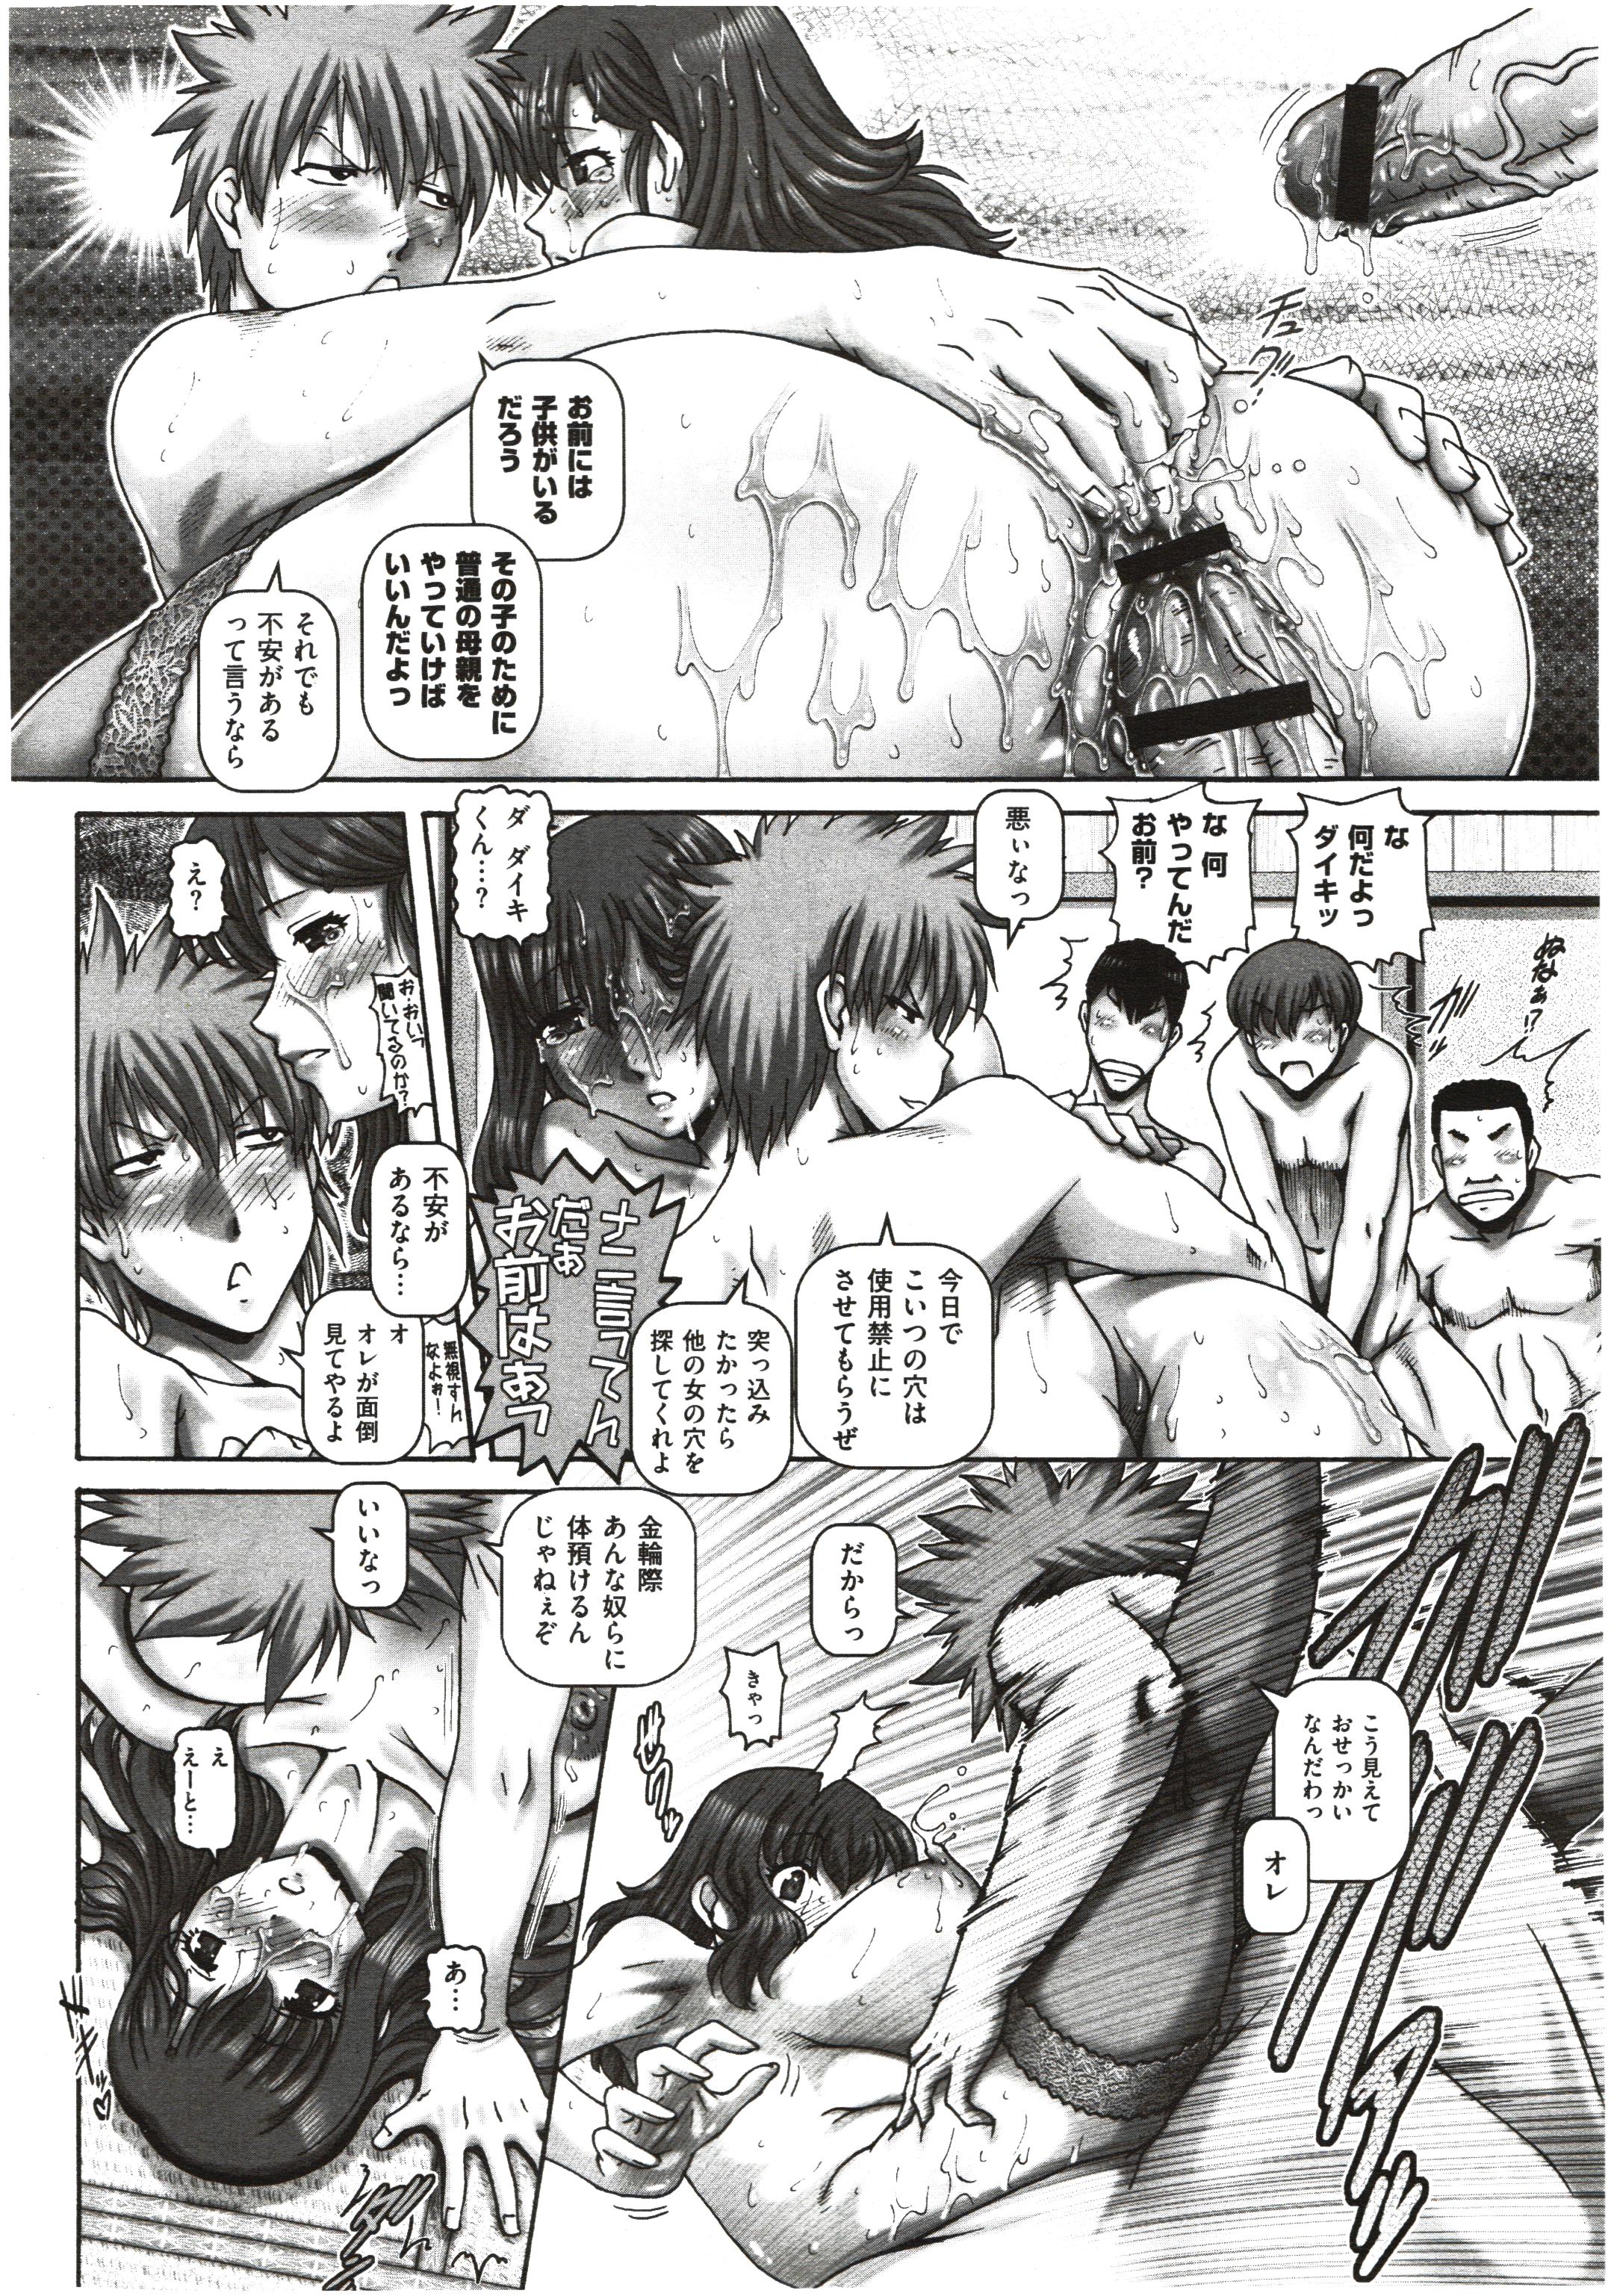 チュグ
お前には
子供がいる
だろう
その子のために
普通の母親を
やっていけば
いいんだよっ
それでも
不安がある
って言うなら
な
何だよっ
ダイキッ
な 何
やってんだ
お前?
悪いなっ
今日で
こいつの穴は
使用禁止に
させてもらうぜ
突っ込み
たかったら
他の女の穴を
探してくれよ
ダ ダイキ
くん…?
ナニ言ってん
だぁ
お前はぁっ
え?
お・おいっ
聞いてるのか?
不安が
あるなら…
無視すん
なよぉ!
オ
オレが面倒
見てやるよ
こう見えて
おせっかい
なんだわっ
オレ
だからっ
きゃっ
金輪際
あんな奴らに
体預けるん
じゃねぇぞ
いいなっ
え
えーと…
あ…
ドキ